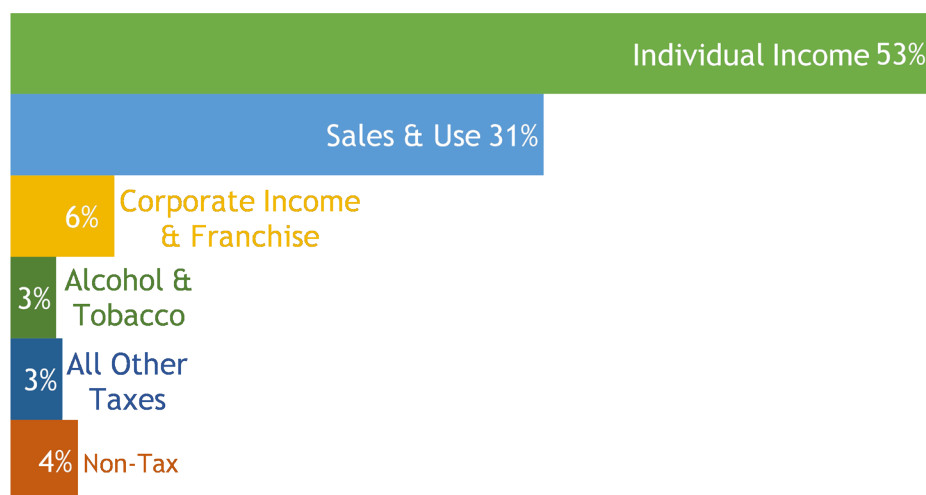 Individual Income 53%
Sales & Use 31%
6% Corporate Income
& Franchise
3% Alcohol &
Tobacco
3% All Other
Taxes
4% Non-Tax